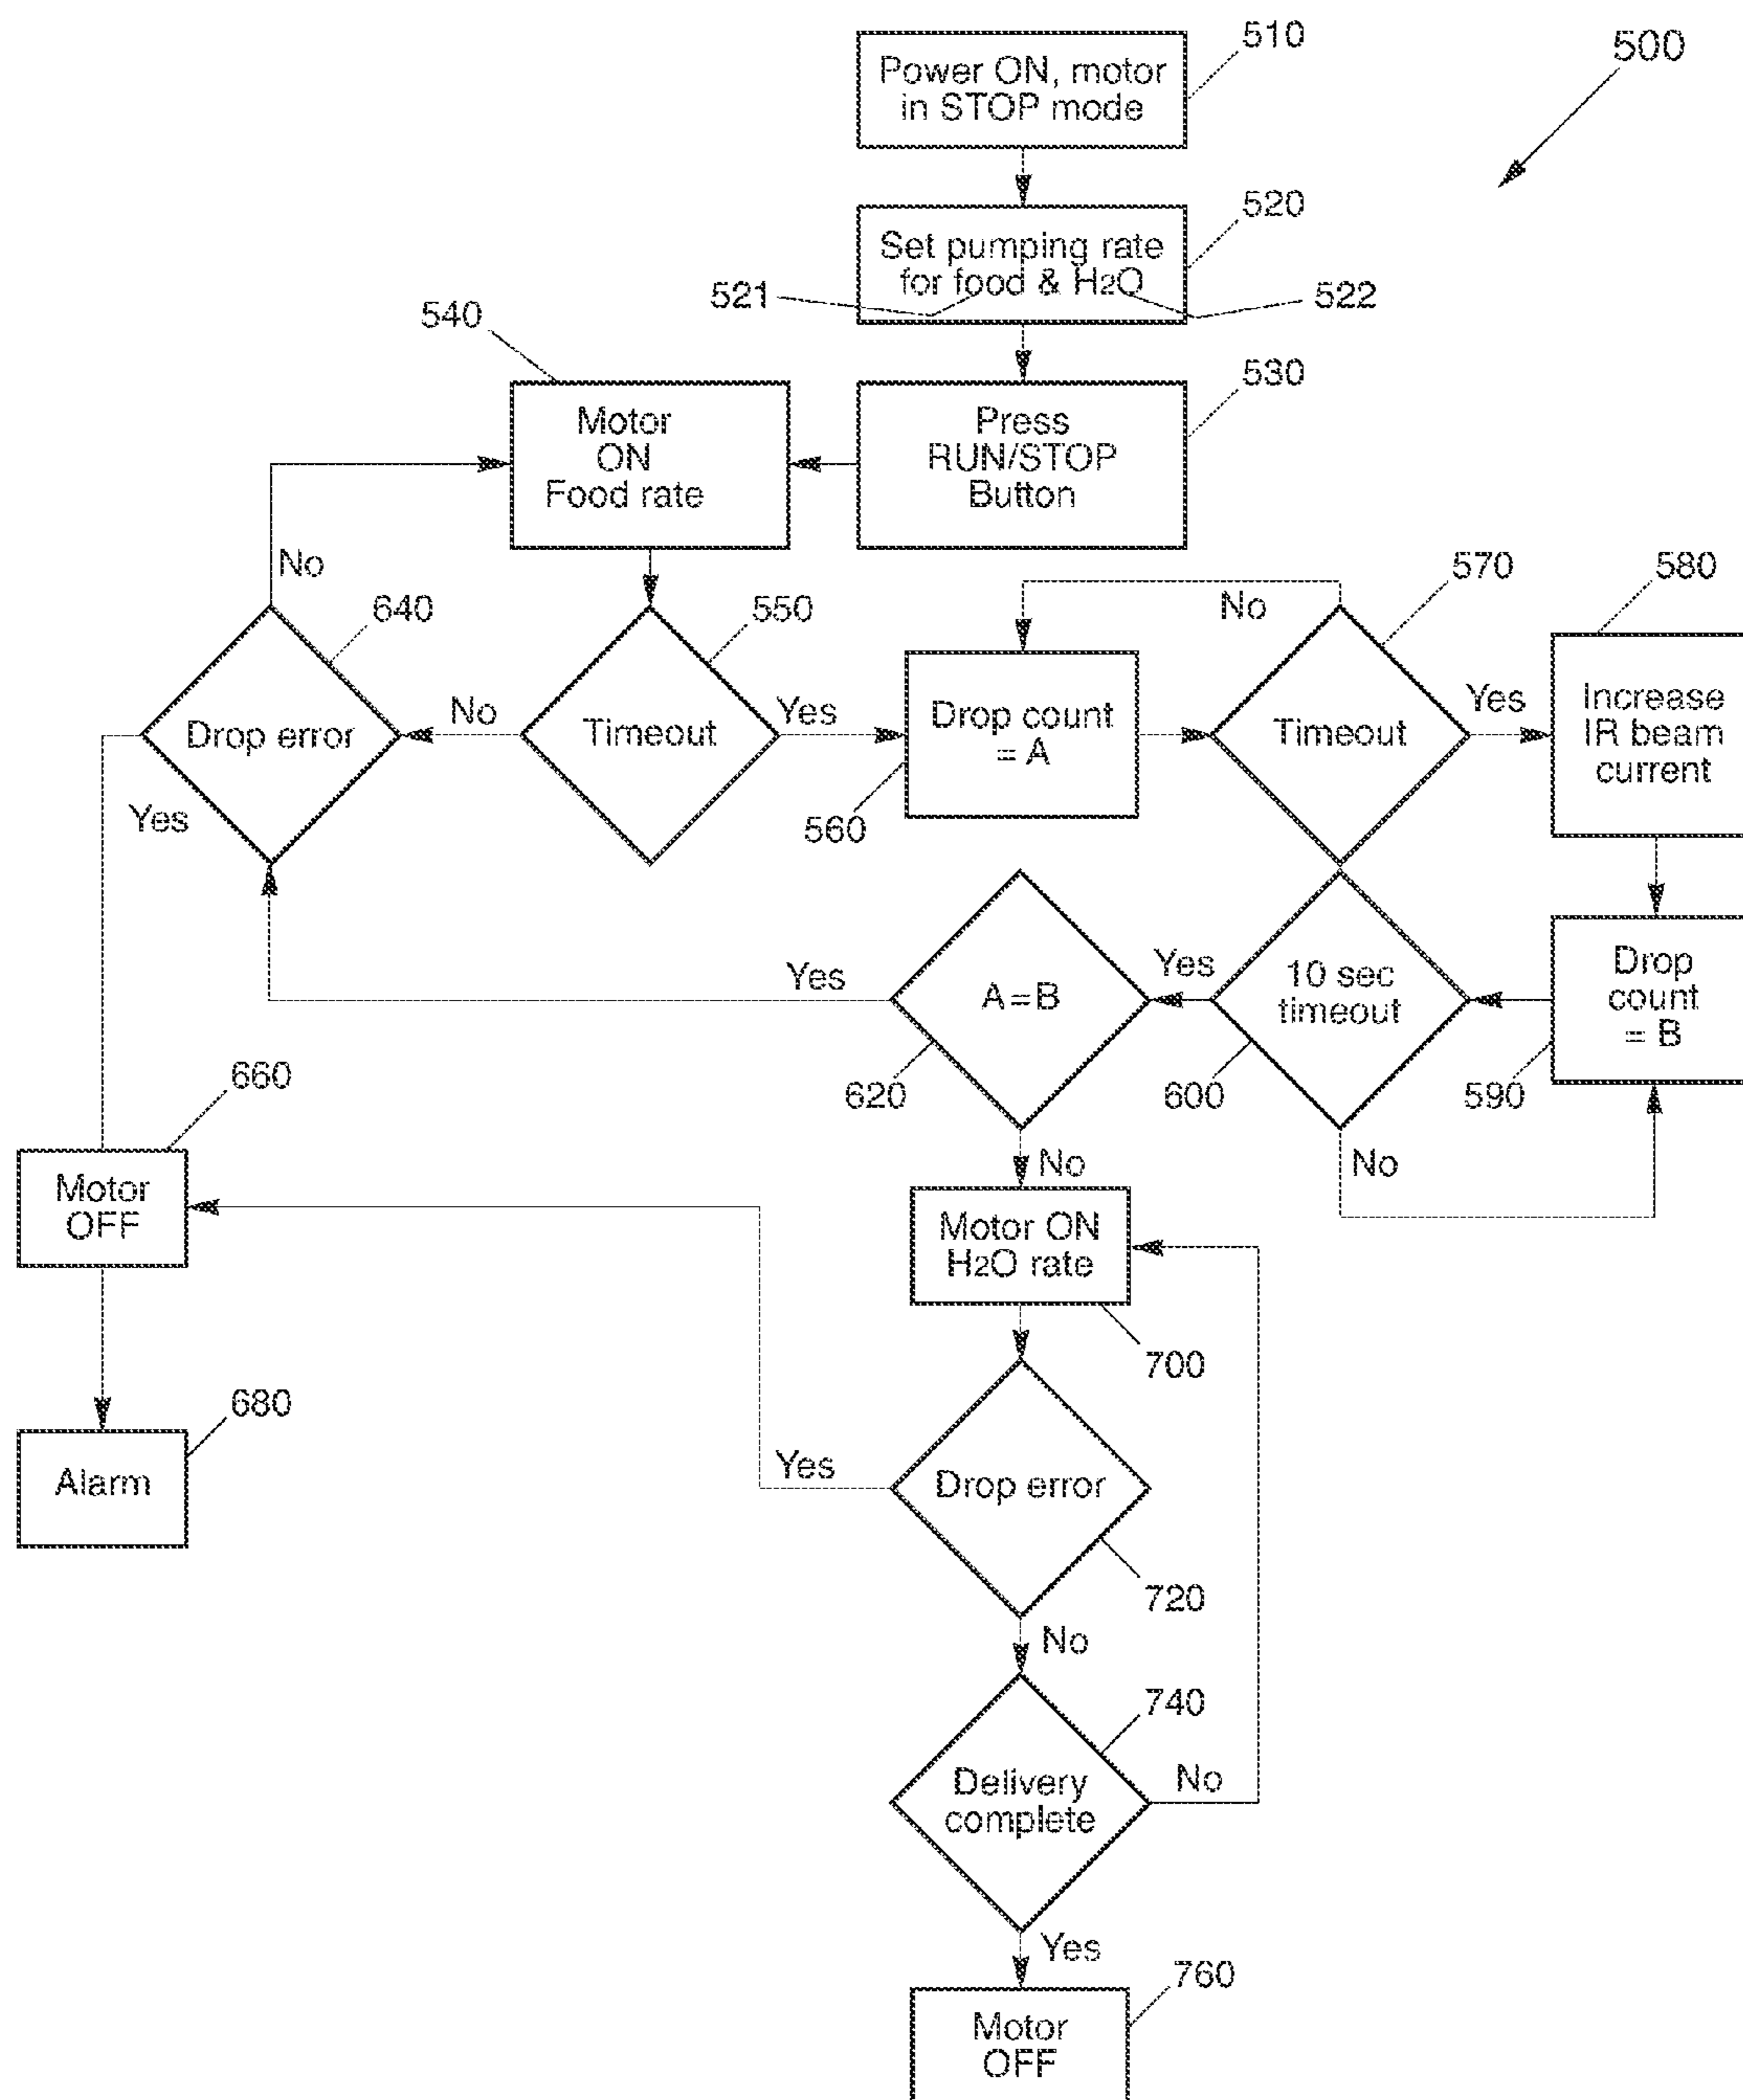 510
500
Power ON, motor
in STOP mode
520
Set pumping rate
for food & H2O
521
522
540
530
Motor
ON
Food rate
Press
RUN/STOP
Button
No
640
550
No
570
580
Drop error
No
Timeout
Yes
Drop count
= A
Timeout
Yes
Increase
IR beam
current
Yes
560
Yes
A=B
Yes
10 sec
timeout
Drop
count
= B
660
620
600
590
Motor
OFF
No
No
Motor ON
H2O rate
700
680
Alarm
Yes
Drop error
720
No
740
Delivery
complete
No
Yes
760
Motor
OFF